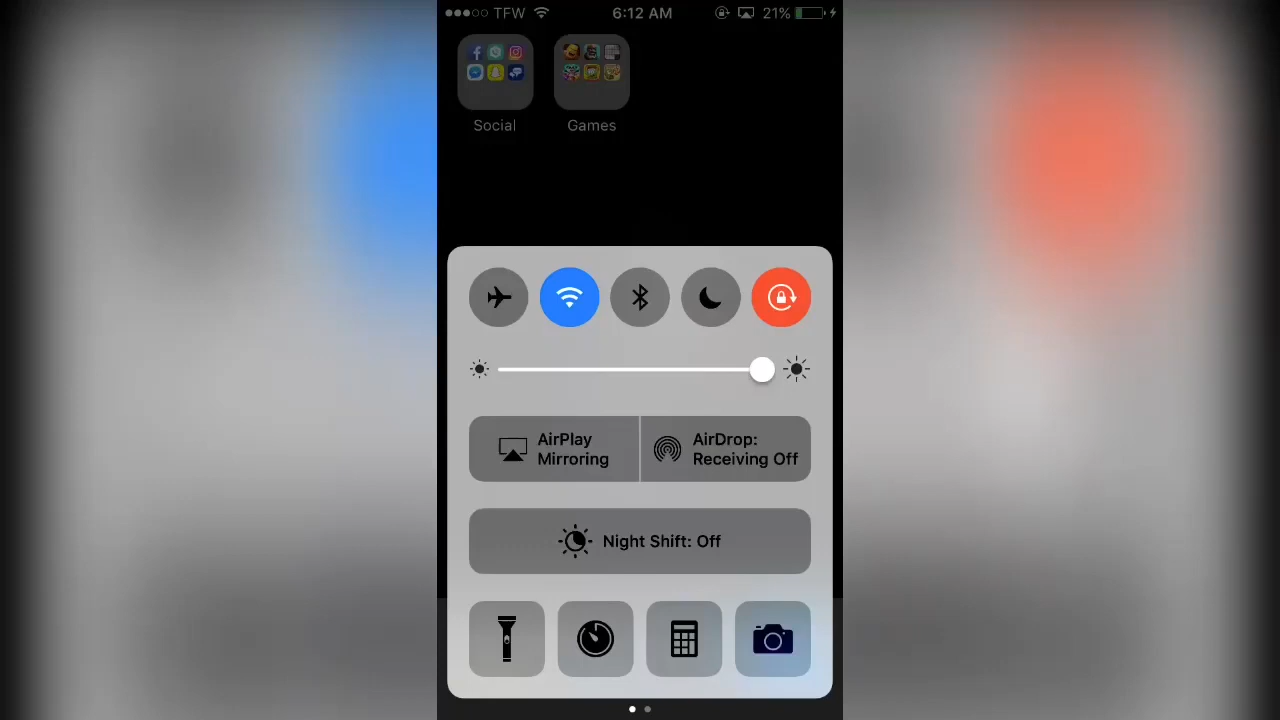 TFW 6:12 AM 21%
Social Games
AirPlay
Mirroring
AirDrop:
Receiving Off
Night Shift: Off